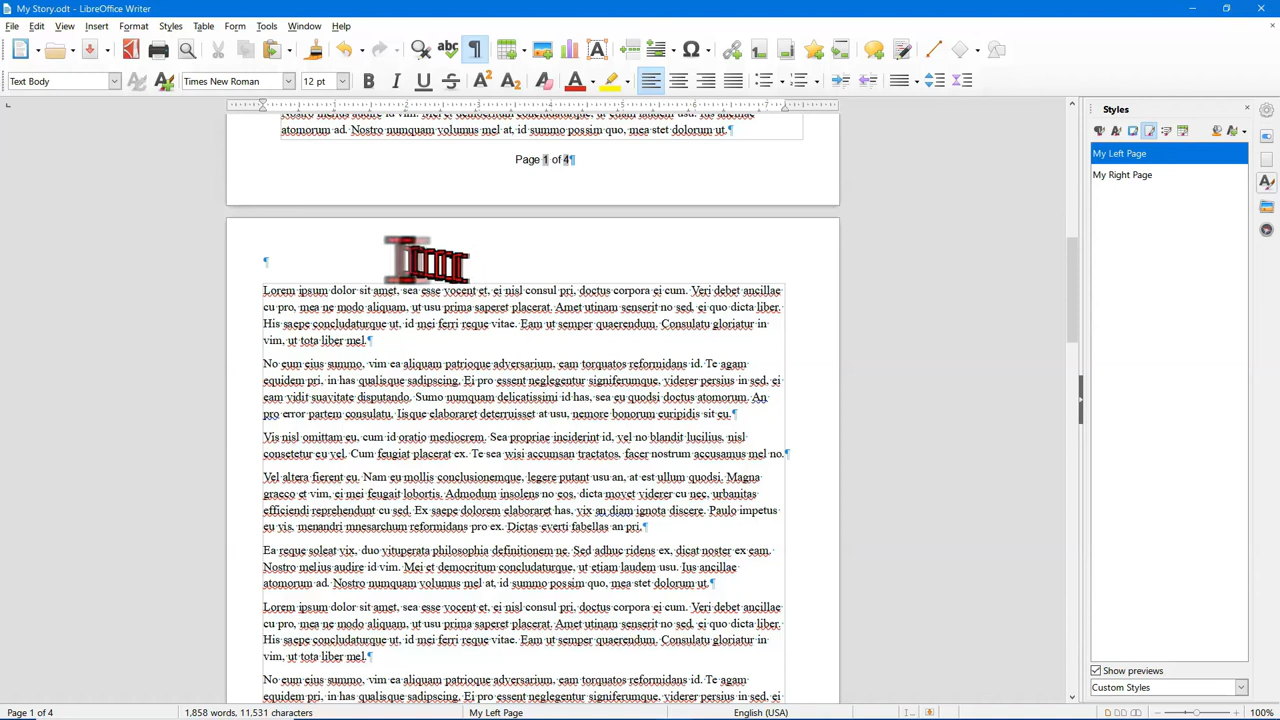 My Story.odt - LibreOffice Writer
File Edit View Insert Format Styles Table Form Tools Window Help
Text Body Times New Roman 12 pt
Styles
My Left Page
My Right Page
atomorum ad. Nostro numquam volumus mel at, id summo possim quo, mea stet dolorum ut.¶
Page 1 of 4¶
¶
Lorem ipsum dolor sit amet, sea esse vocent et, ei nisl consul pri, doctus corpora ei cum. Veri debet ancillae
cu pro, mea ne modo aliquam, ut usu prima saperet placerat. Amet utinam senserit no sed, ei quo dicta liber.
His saepe concludaturque ut, id mei ferri reque vitae. Eam ut semper quaerendum. Consulatu gloriatur in
vim, ut tota liber mel.¶
No eum eius summo, vim ea aliquam patrioque adversarium, eam torquatos reformidans id. Te agam
equidem pri, in has qualisque sadipscing. Ei pro essent neglegentur signiferumque, viderer persius in sed, ei
eam vidit suavitate disputando. Sumo numquam delicatissimi id has, sea eu quodsi doctus atomorum. An
pro error partem consulatu. Iisque elaboraret deterruisset at usu, nemore bonorum euripidis sit eu.¶
Vis nisl omittam eu, cum id oratio mediocrem. Sea propriae inciderint id, vel no blandit lucilius, nisl
consetetur eu vel. Cum feugiat placerat ex. Te sea wisi accumsan tractatos, facer nostrum accusamus mel no.¶
Vel altera fierent eu. Nam eu mollis conclusionemque, legere putant usu an, at est ullum quodsi. Magna
graeco et vim, ei mei feugait lobortis. Admodum insolens no eos, dicta movet viderer cu nec, urbanitas
efficiendi reprehendunt cu sed. Ex saepe dolorem elaboraret has, vix an diam ignota discere. Paulo impetus
eu vis, menandri mnesarchum reformidans pro ex. Dictas everti fabellas an pri.¶
Ea reque soleat vix, duo vituperata philosophia definitionem ne. Sed adhuc ridens ex, dicat noster ex eam.
Nostro melius audire id vim. Mei et democritum concludaturque, ut etiam laudem usu. Ius ancillae
atomorum ad. Nostro numquam volumus mel at, id summo possim quo, mea stet dolorum ut.¶
Lorem ipsum dolor sit amet, sea esse vocent et, ei nisl consul pri, doctus corpora ei cum. Veri debet ancillae
cu pro, mea ne modo aliquam, ut usu prima saperet placerat. Amet utinam senserit no sed, ei quo dicta liber.
His saepe concludaturque ut, id mei ferri reque vitae. Eam ut semper quaerendum. Consulatu gloriatur in
vim, ut tota liber mel.¶
No eum eius summo, vim ea aliquam patrioque adversarium, eam torquatos reformidans id. Te agam
equidem pri, in has qualisque sadipscing. Ei pro essent neglegentur signiferumque, viderer persius in sed, ei
Show previews
Custom Styles
Page 1 of 4 1,858 words, 11,531 characters My Left Page English (USA) 100%